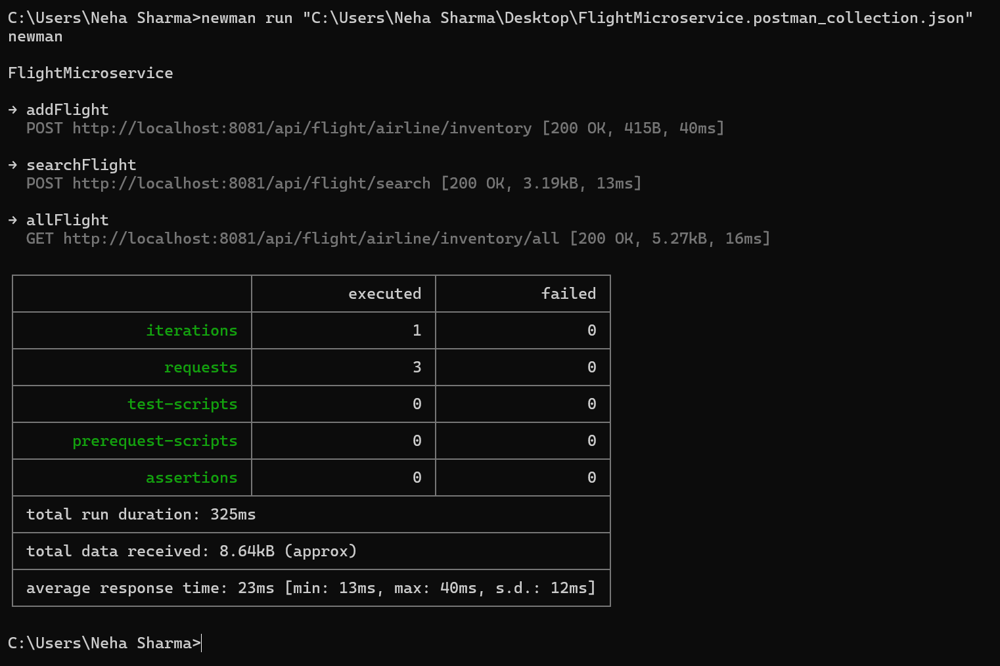 C:\Users\Neha Sharma>newman run "C:\Users\Neha Sharma\Desktop\FlightMicroservice.postman_collection.json"
newman
FlightMicroservice
→ addFlight
POST http://localhost:8081/api/flight/airline/inventory [200 OK, 415B, 40ms]
→ searchFlight
POST http://localhost:8081/api/flight/search [200 OK, 3.19kB, 13ms]
→ allFlight
GET http://localhost:8081/api/flight/airline/inventory/all [200 OK, 5.27kB, 16ms]
executed failed
iterations 1 0
requests 3 0
test-scripts 0 0
prerequest-scripts 0 0
assertions 0 0
total run duration: 325ms
total data received: 8.64kB (approx)
average response time: 23ms [min: 13ms, max: 40ms, s.d.: 12ms]
C:\Users\Neha Sharma>